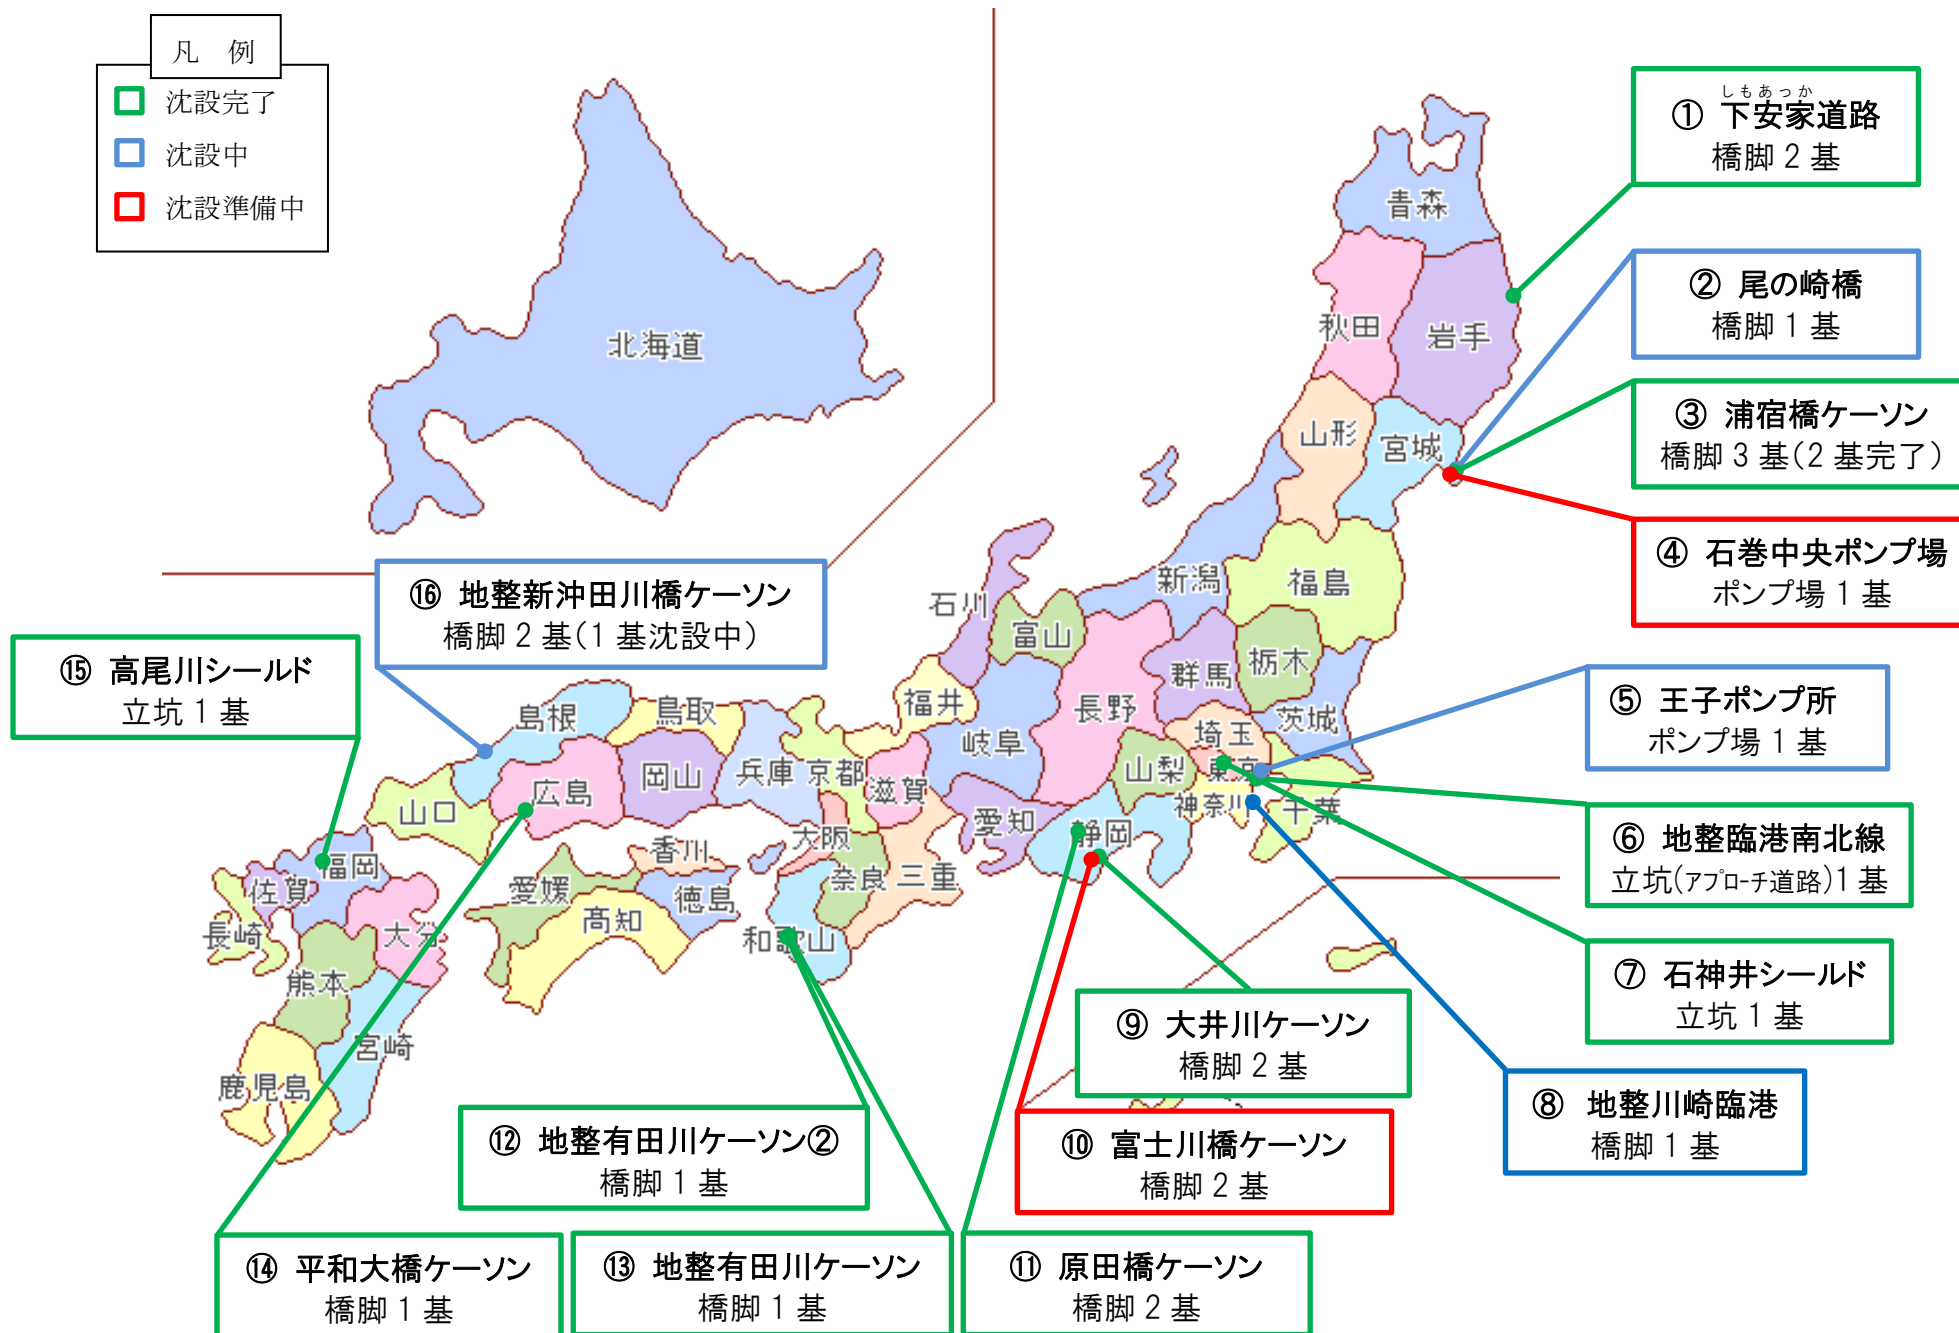 凡 例
沈設完了
沈設中
沈設準備中
しもあっか
① 下安家道路
橋脚 2 基
② 尾の崎橋
橋脚 1 基
③ 浦宿橋ケーソン
橋脚 3 基(2 基完了)
④ 石巻中央ポンプ場
ポンプ場 1 基
⑤ 王子ポンプ所
ポンプ場 1 基
⑥ 地整臨港南北線
立坑(アプローチ道路)1 基
⑦ 石神井シールド
立坑 1 基
⑧ 地整川崎臨港
橋脚 1 基
⑨ 大井川ケーソン
橋脚 2 基
⑩ 富士川橋ケーソン
橋脚 2 基
⑪ 原田橋ケーソン
橋脚 2 基
⑫ 地整有田川ケーソン②
橋脚 1 基
⑬ 地整有田川ケーソン
橋脚 1 基
⑭ 平和大橋ケーソン
橋脚 1 基
⑮ 高尾川シールド
立坑 1 基
⑯ 地整新沖田川橋ケーソン
橋脚 2 基(1 基沈設中)
北海道
青森
秋田
岩手
山形
宮城
新潟
福島
石川
富山
群馬
栃木
茨城
福井
長野
埼玉
岐阜
山梨
東京
神奈川
千葉
愛知
静岡
島根
鳥取
兵庫
京都
滋賀
岡山
広島
山口
大阪
奈良
三重
香川
徳島
愛媛
高知
和歌山
福岡
佐賀
長崎
大分
熊本
宮崎
鹿児島